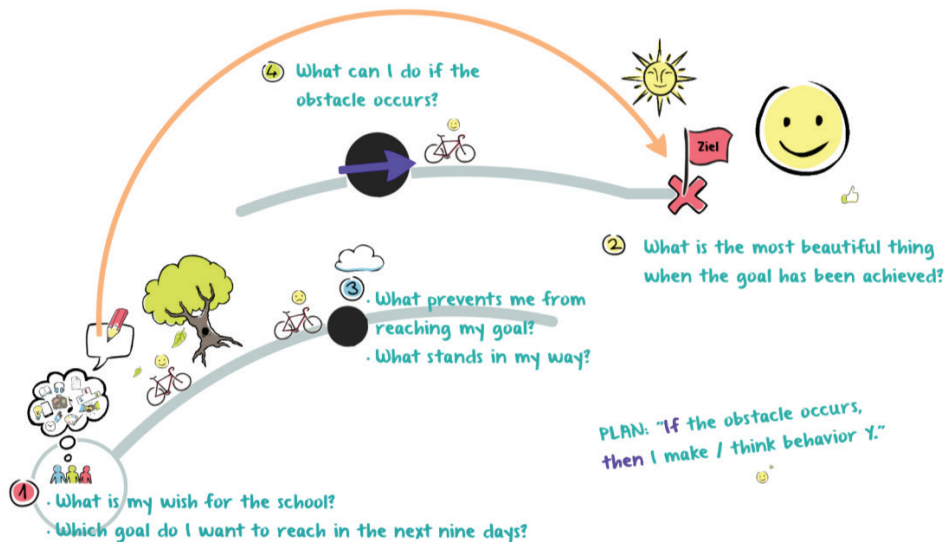 4 What can I do if the
obstacle occurs?
Ziel
2 What is the most beautiful thing
when the goal has been achieved?
3
· What prevents me from
reaching my goal?
· What stands in my way?
PLAN: "If the obstacle occurs,
then I make / think behavior Y."
1
· What is my wish for the school?
· Which goal do I want to reach in the next nine days?